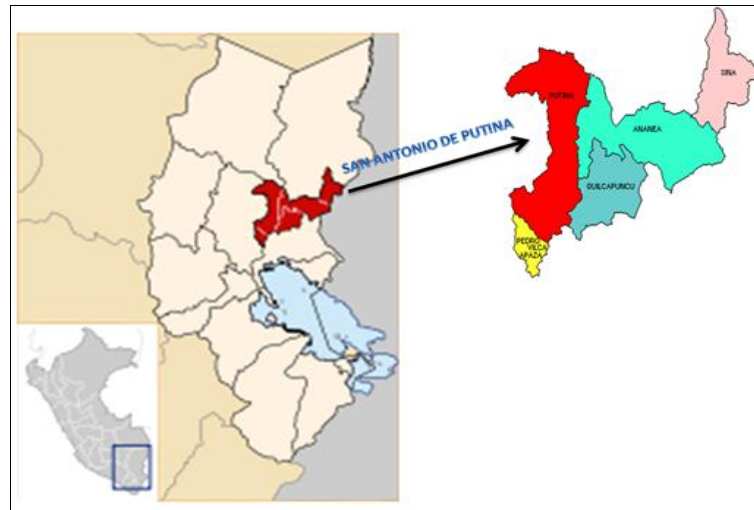 SAN ANTONIO DE PUTINA
PUTINA
ANANEA
SINA
QUILCAPUNCU
PEDRO
VILCA
APAZA